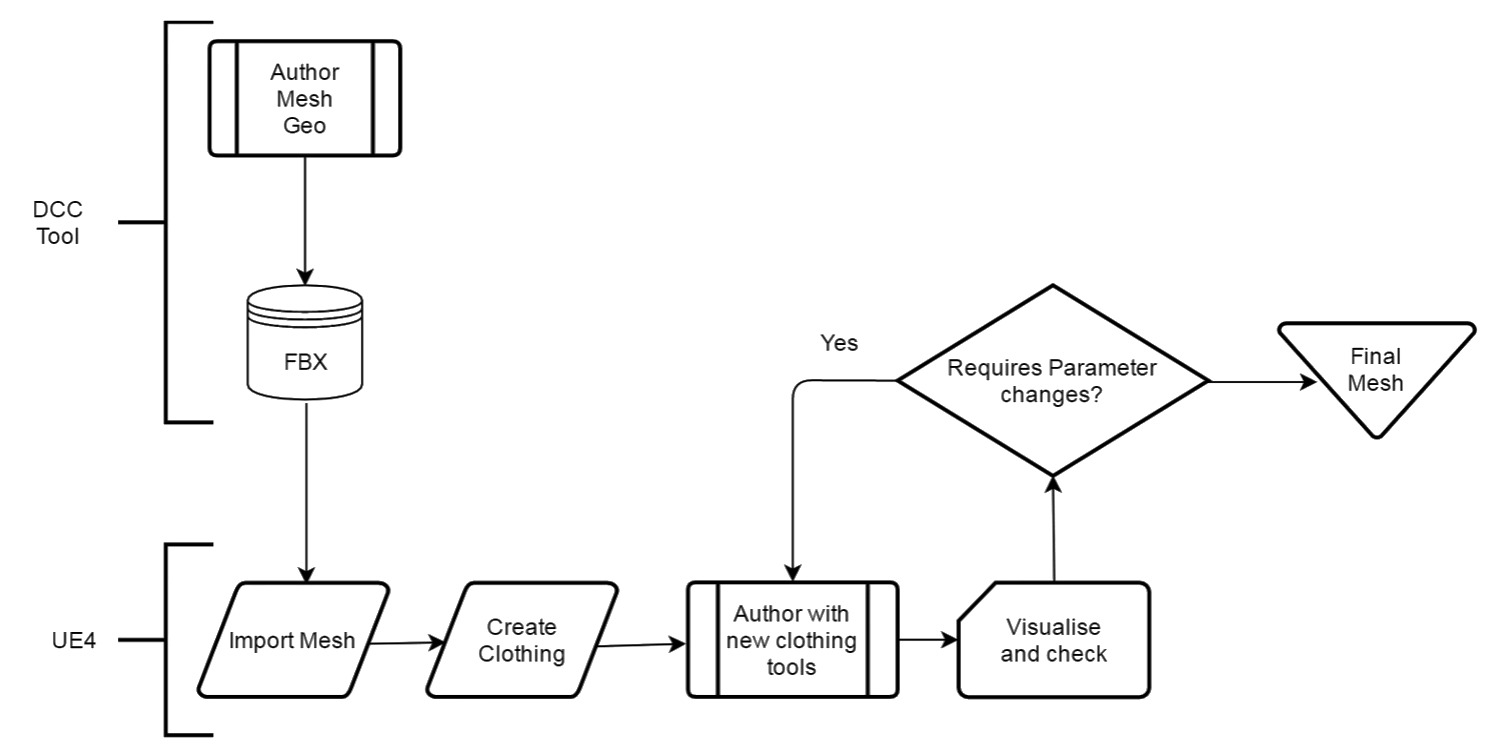 Author
Mesh
Geo
DCC
Tool
FBX
Yes
Requires Parameter
changes?
Final
Mesh
UE4
Import Mesh
Create
Clothing
Author with
new clothing
tools
Visualise
and check